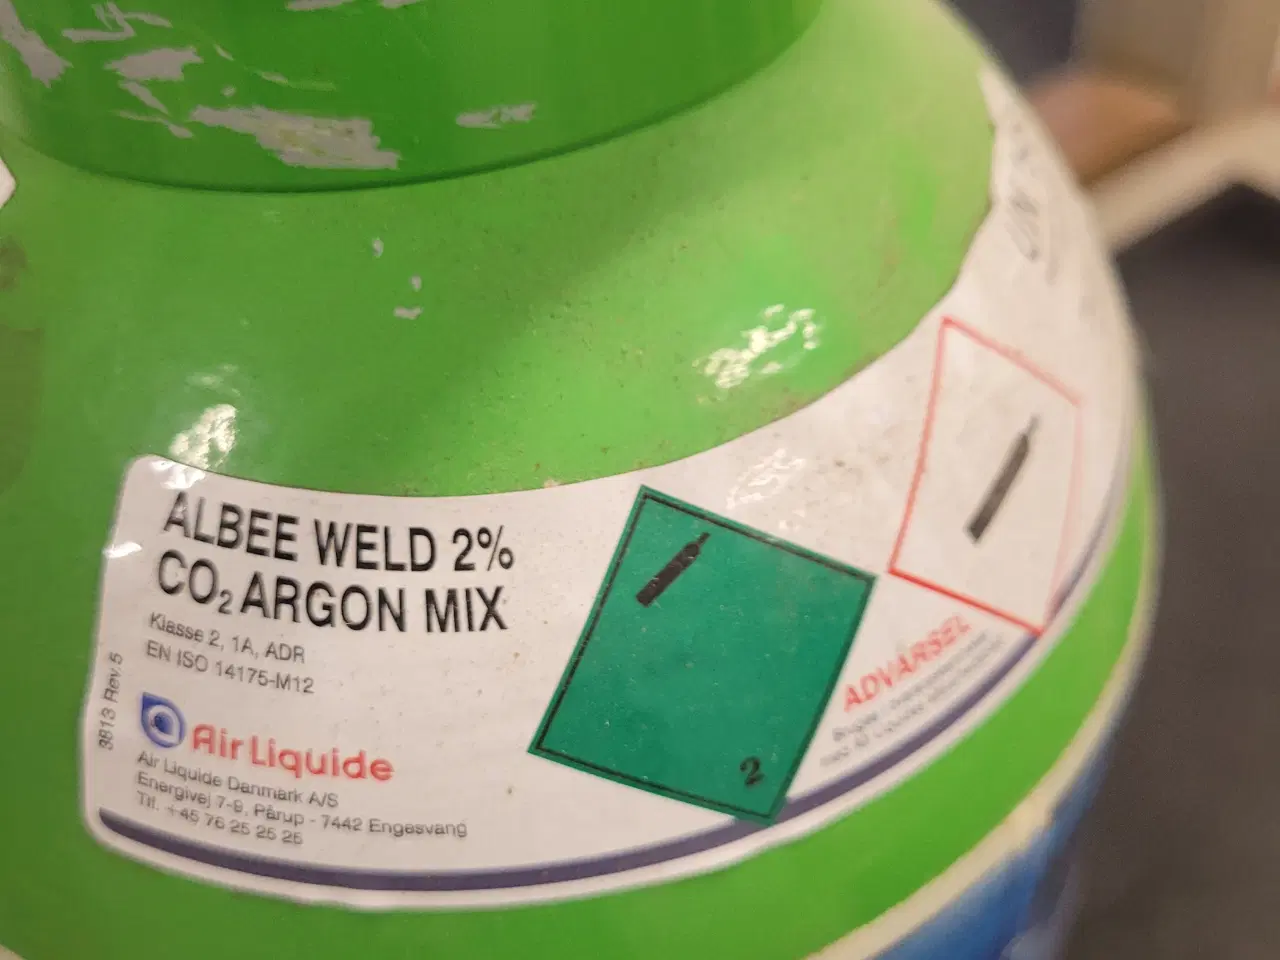 ALBEE WELD 2%
CO₂ ARGON MIX
Klasse 2, 1A, ADR
EN ISO 14175-M12
3813 Rev.5
Air Liquide
Air Liquide Danmark A/S
Energivej 7-9, Pårup - 7442 Engesvang
Tlf. +45 76 25 25 25
2
ADVARSEL
UN